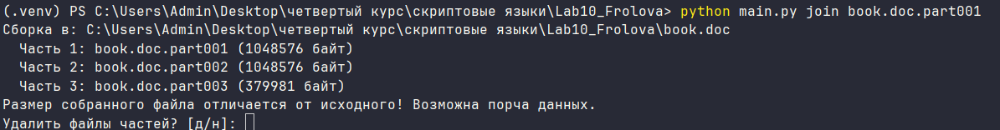 (.venv) PS C:\Users\Admin\Desktop\четвертый курс\скриптовые языки\Lab10_Frolova> python main.py join book.doc.part001
Сборка в: C:\Users\Admin\Desktop\четвертый курс\скриптовые языки\Lab10_Frolova\book.doc
  Часть 1: book.doc.part001 (1048576 байт)
  Часть 2: book.doc.part002 (1048576 байт)
  Часть 3: book.doc.part003 (379981 байт)
Размер собранного файла отличается от исходного! Возможна порча данных.
Удалить файлы частей? [д/н]: